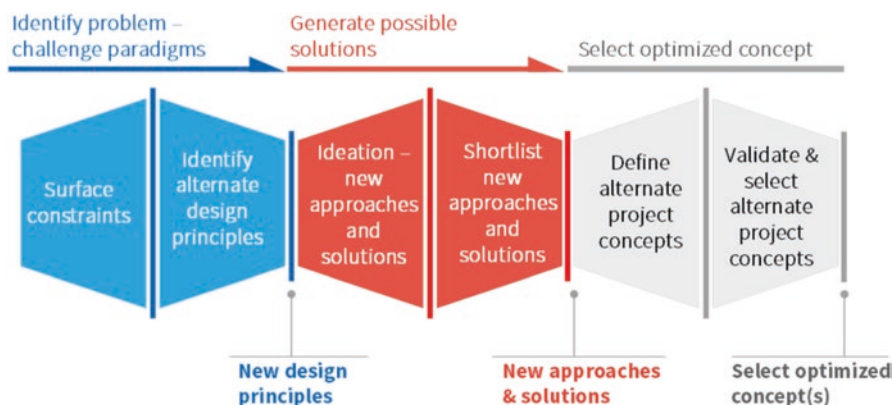 Identify problem –
challenge paradigms
Generate possible
solutions
Select optimized concept
Surface
constraints
Identify
alternate
design
principles
Ideation –
new
approaches
and
solutions
Shortlist
new
approaches
and
solutions
Define
alternate
project
concepts
Validate &
select
alternate
project
concepts
New design
principles
New approaches
& solutions
Select optimized
concept(s)